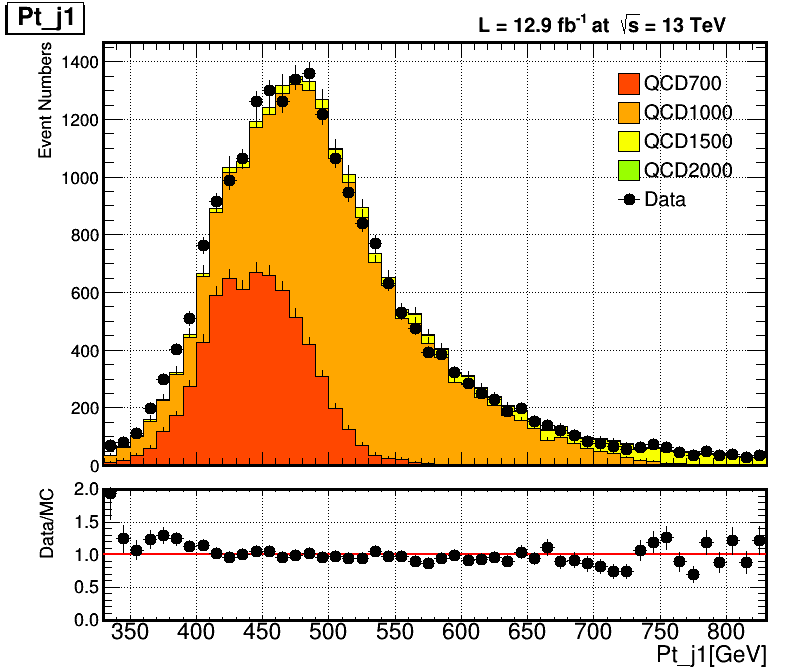 Pt_j1
L = 12.9 fb⁻¹ at √s = 13 TeV
Event Numbers
1400
1200
1000
800
600
400
200
0
QCD700
QCD1000
QCD1500
QCD2000
Data
Data/MC
2.0
1.5
1.0
0.5
0.0
350 400 450 500 550 600 650 700 750 800
Pt_j1[GeV]